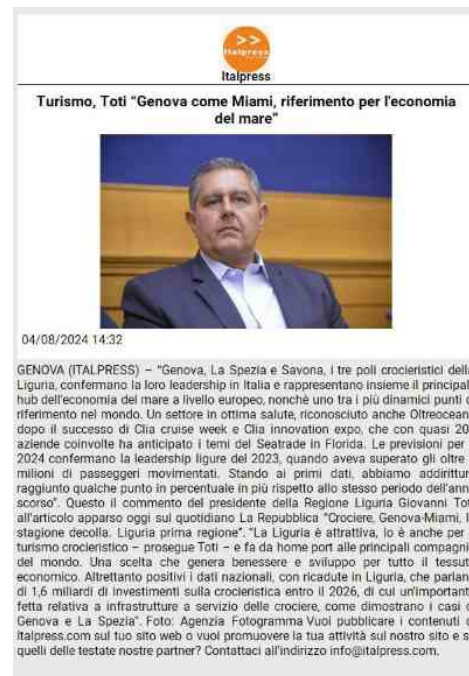 >>
Italpress
Italpress
Turismo, Toti “Genova come Miami, riferimento per l'economia
del mare”
04/08/2024 14:32
GENOVA (ITALPRESS) – “Genova, La Spezia e Savona, i tre poli crocieristici della
Liguria, confermano la loro leadership in Italia e rappresentano insieme il principal
hub dell'economia del mare a livello europeo, nonchè uno tra i più dinamici punti
riferimento nel mondo. Un settore in ottima salute, riconosciuto anche Oltreocean
dopo il successo di Clia cruise week e Clia innovation expo, che con quasi 20
aziende coinvolte ha anticipato i temi del Seatrade in Florida. Le previsioni per
2024 confermano la leadership ligure del 2023, quando aveva superato gli oltre
milioni di passeggeri movimentati. Stando ai primi dati, abbiamo addirittur
raggiunto qualche punto in percentuale in più rispetto allo stesso periodo dell'ann
scorso”. Questo il commento del presidente della Regione Liguria Giovanni Tot
all'articolo apparso oggi sul quotidiano La Repubblica “Crociere, Genova-Miami, l
stagione decolla. Liguria prima regione”. “La Liguria è attrattiva, lo è anche per
turismo crocieristico – prosegue Toti – e fa da home port alle principali compagni
del mondo. Una scelta che genera benessere e sviluppo per tutto il tessut
economico. Altrettanto positivi i dati nazionali, con ricadute in Liguria, che parlan
di 1,6 miliardi di investimenti sulla crocieristica entro il 2026, di cui un'important
fetta relativa a infrastrutture a servizio delle crociere, come dimostrano i casi
Genova e La Spezia”. Foto: Agenzia Fotogramma Vuoi pubblicare i contenuti
Italpress.com sul tuo sito web o vuoi promuovere la tua attività sul nostro sito e s
quelli delle testate nostre partner? Contattaci all'indirizzo info@italpress.com.